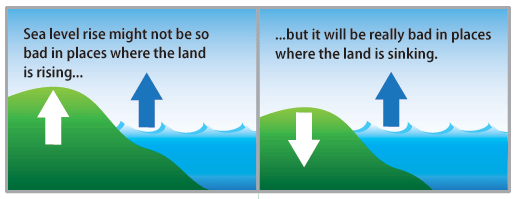 Sea level rise might not be so
bad in places where the land
is rising...
...but it will be really bad in places
where the land is sinking.